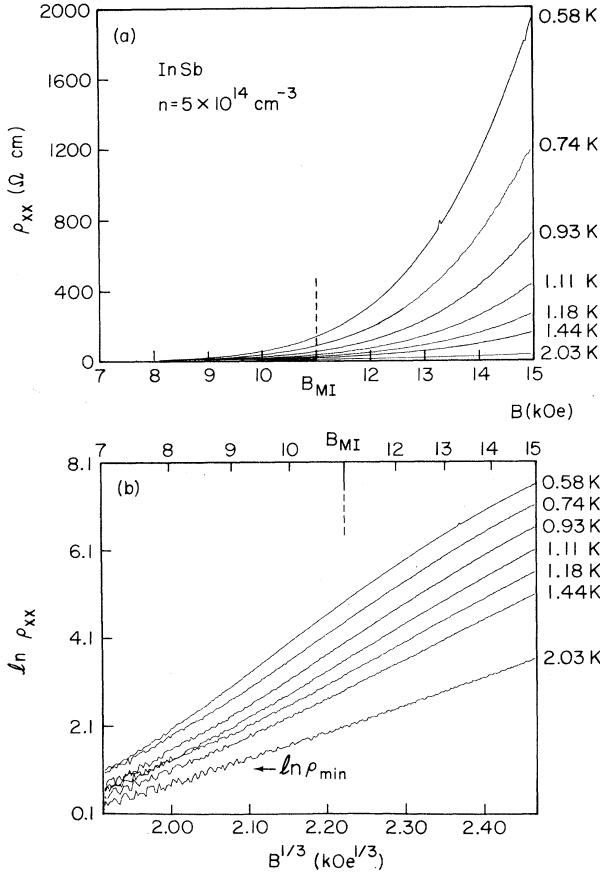 2000
1600
1200
800
400
0
ρxx (Ω cm)
(a)
InSb
n=5×10^14 cm^-3
0.58 K
0.74 K
0.93 K
1.11 K
1.18 K
1.44 K
2.03 K
7 8 9 10 B_MI 12 13 14 15
B(kOe)
7 8 9 10 B_MI 12 13 14 15
8.1
6.1
4.1
2.1
0.1
ℓn ρxx
(b)
0.58 K
0.74 K
0.93 K
1.11 K
1.18 K
1.44 K
2.03 K
←ℓn ρmin
2.00 2.10 2.20 2.30 2.40
B^1/3 (kOe^1/3)